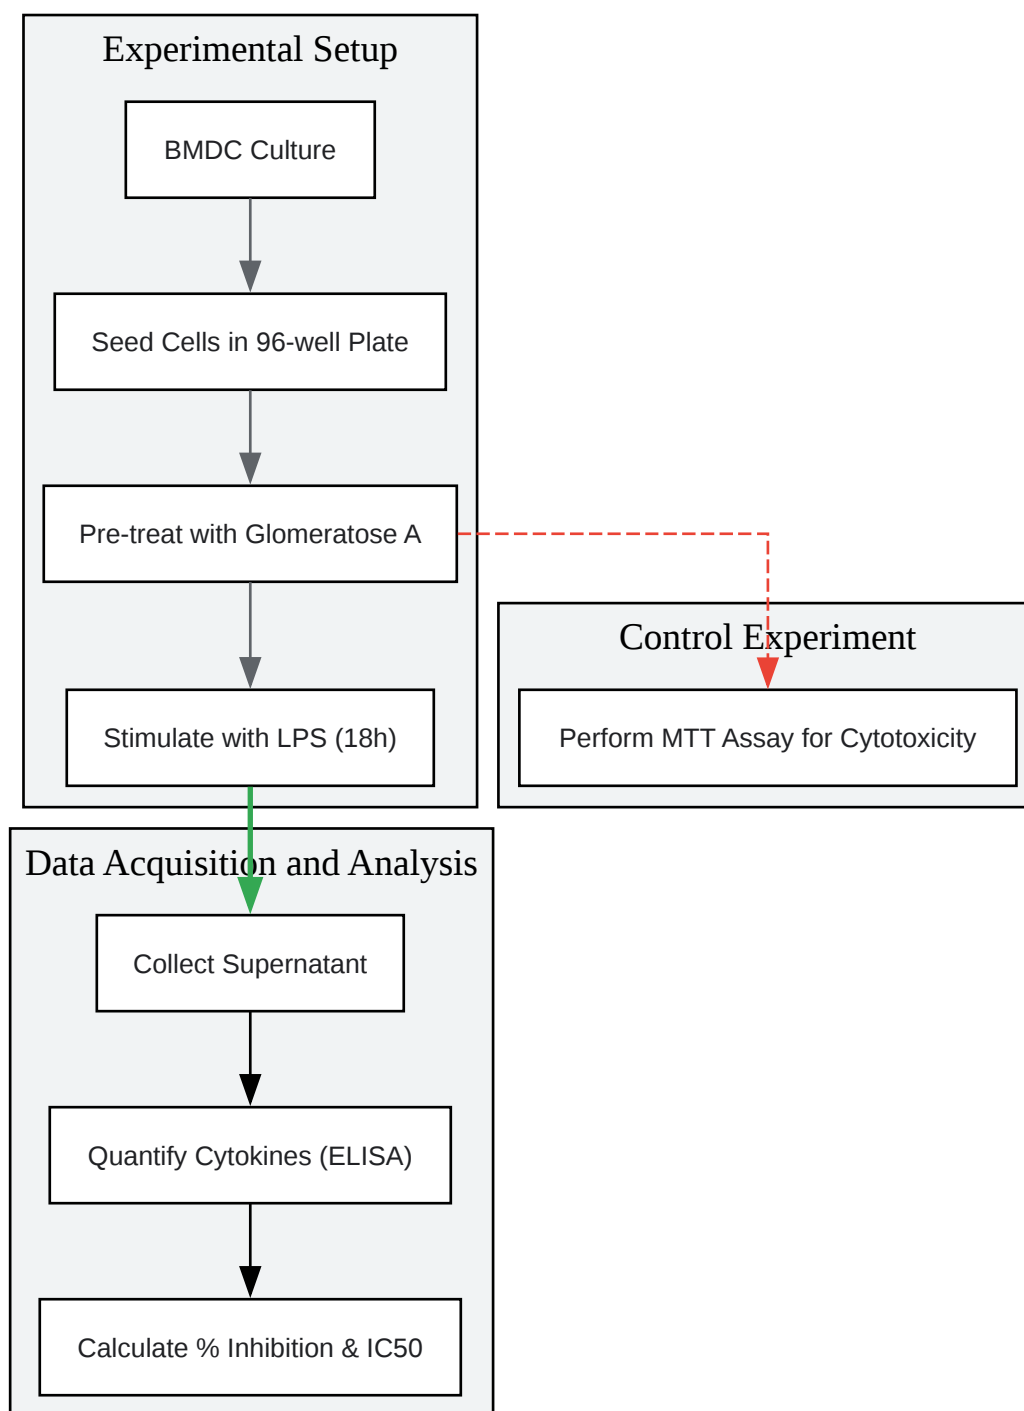 Experimental Setup
BMDC Culture
Seed Cells in 96-well Plate
Pre-treat with Glomeratose A
Stimulate with LPS (18h)
Control Experiment
Perform MTT Assay for Cytotoxicity
Data Acquisition and Analysis
Collect Supernatant
Quantify Cytokines (ELISA)
Calculate % Inhibition & IC50